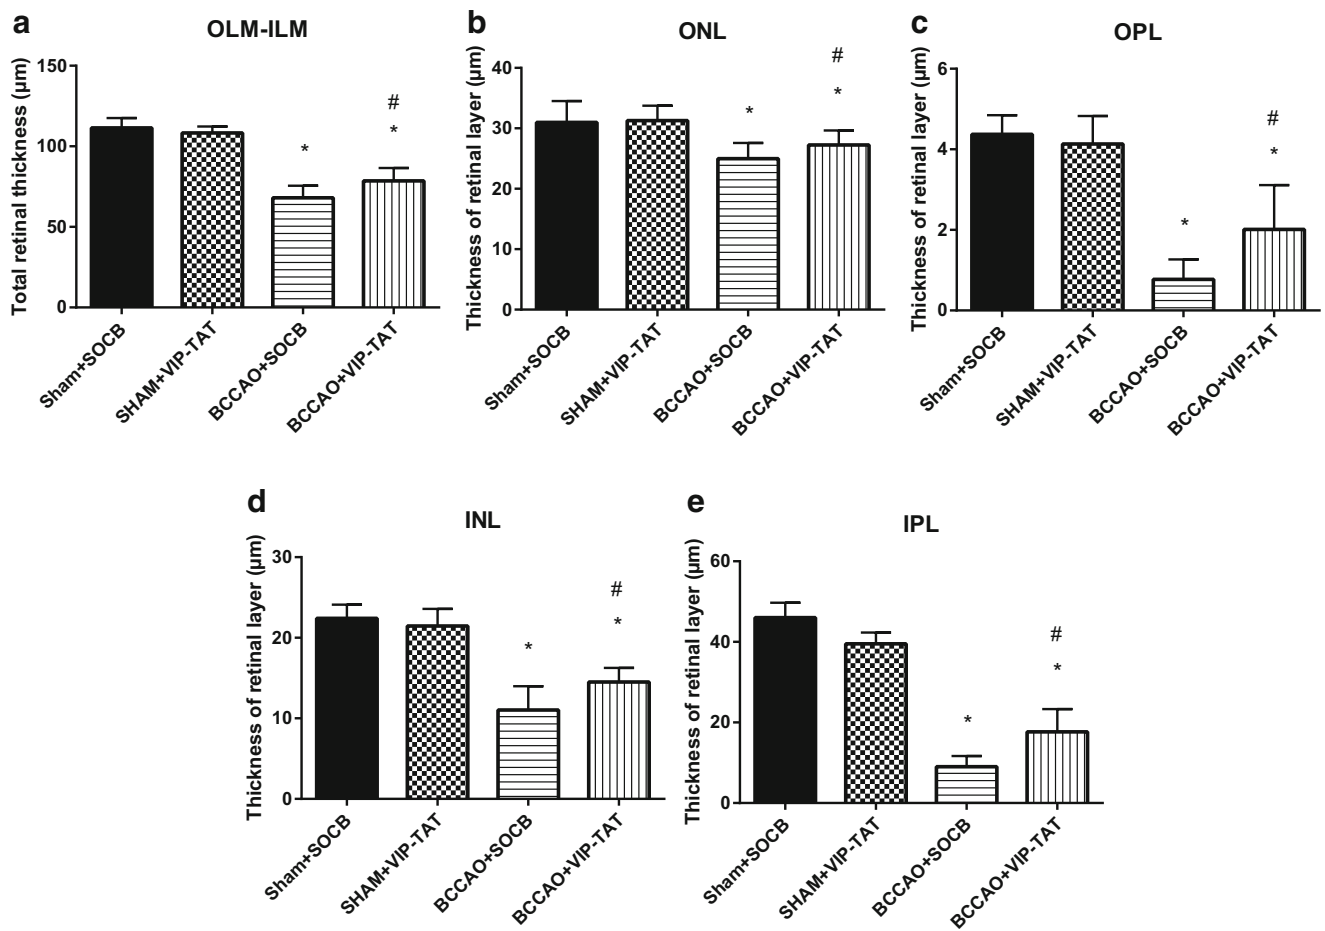 a
OLM-ILM
Total retinal thickness (µm)
150
100
50
0
*
#
*
Sham+SOCB
SHAM+VIP-TAT
BCCAO+SOCB
BCCAO+VIP-TAT
b
ONL
Thickness of retinal layer (µm)
40
30
20
10
0
*
#
*
Sham+SOCB
SHAM+VIP-TAT
BCCAO+SOCB
BCCAO+VIP-TAT
c
OPL
Thickness of retinal layer (µm)
6
4
2
0
*
#
*
Sham+SOCB
SHAM+VIP-TAT
BCCAO+SOCB
BCCAO+VIP-TAT
d
INL
Thickness of retinal layer (µm)
30
20
10
0
*
#
*
Sham+SOCB
SHAM+VIP-TAT
BCCAO+SOCB
BCCAO+VIP-TAT
e
IPL
Thickness of retinal layer (µm)
60
40
20
0
*
#
*
Sham+SOCB
SHAM+VIP-TAT
BCCAO+SOCB
BCCAO+VIP-TAT